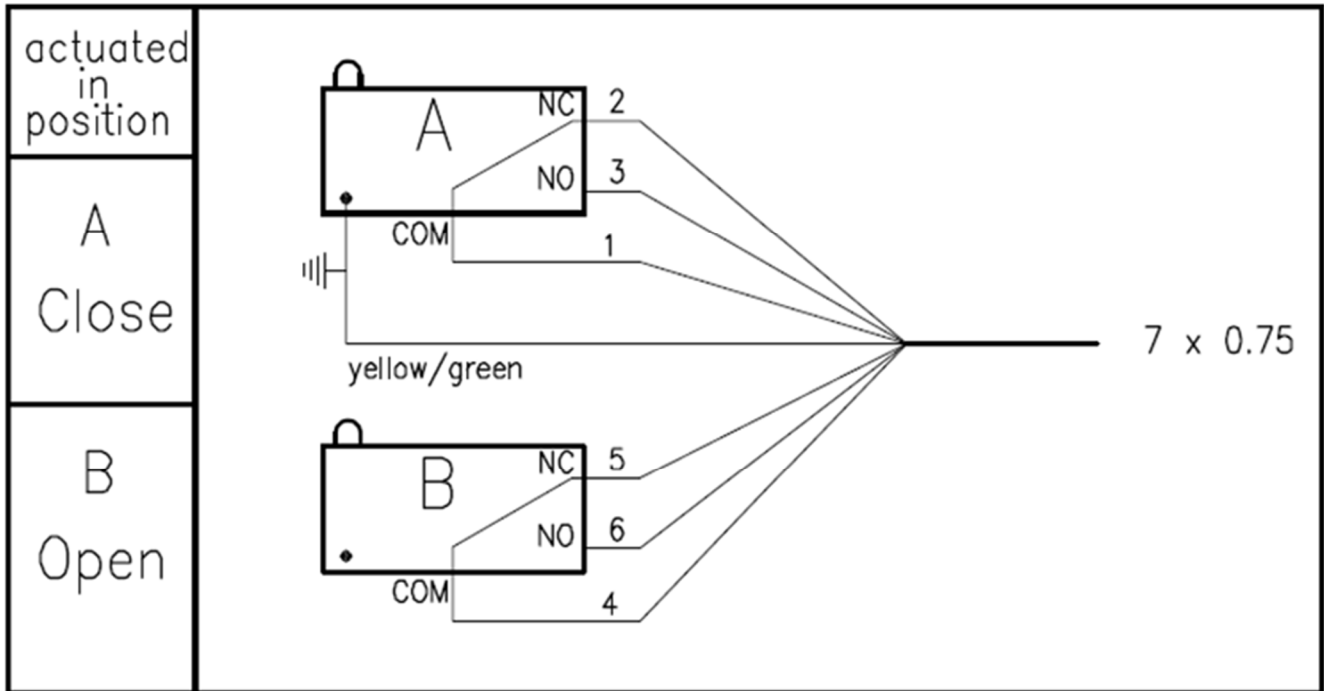 actuated
in
position
A
Close
B
Open
A
NC
2
NO
3
COM
1
yellow/green
B
NC
5
NO
6
COM
4
7 x 0.75